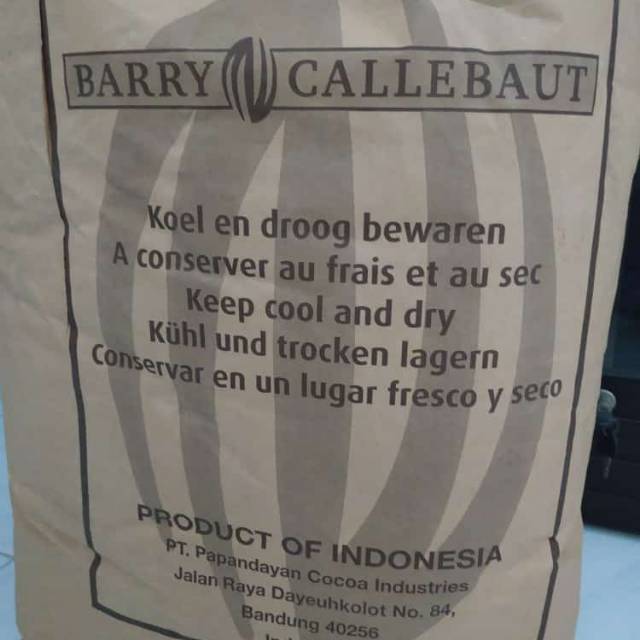 BARRY CALLEBAUT
Koel en droog bewaren
A conserver au frais et au sec
Keep cool and dry
Kühl und trocken lagern
Conservar en un lugar fresco y seco
PRODUCT OF INDONESIA
PT. Papandayan Cocoa Industries
Jalan Raya Dayeuhkolot No. 84,
Bandung 40256